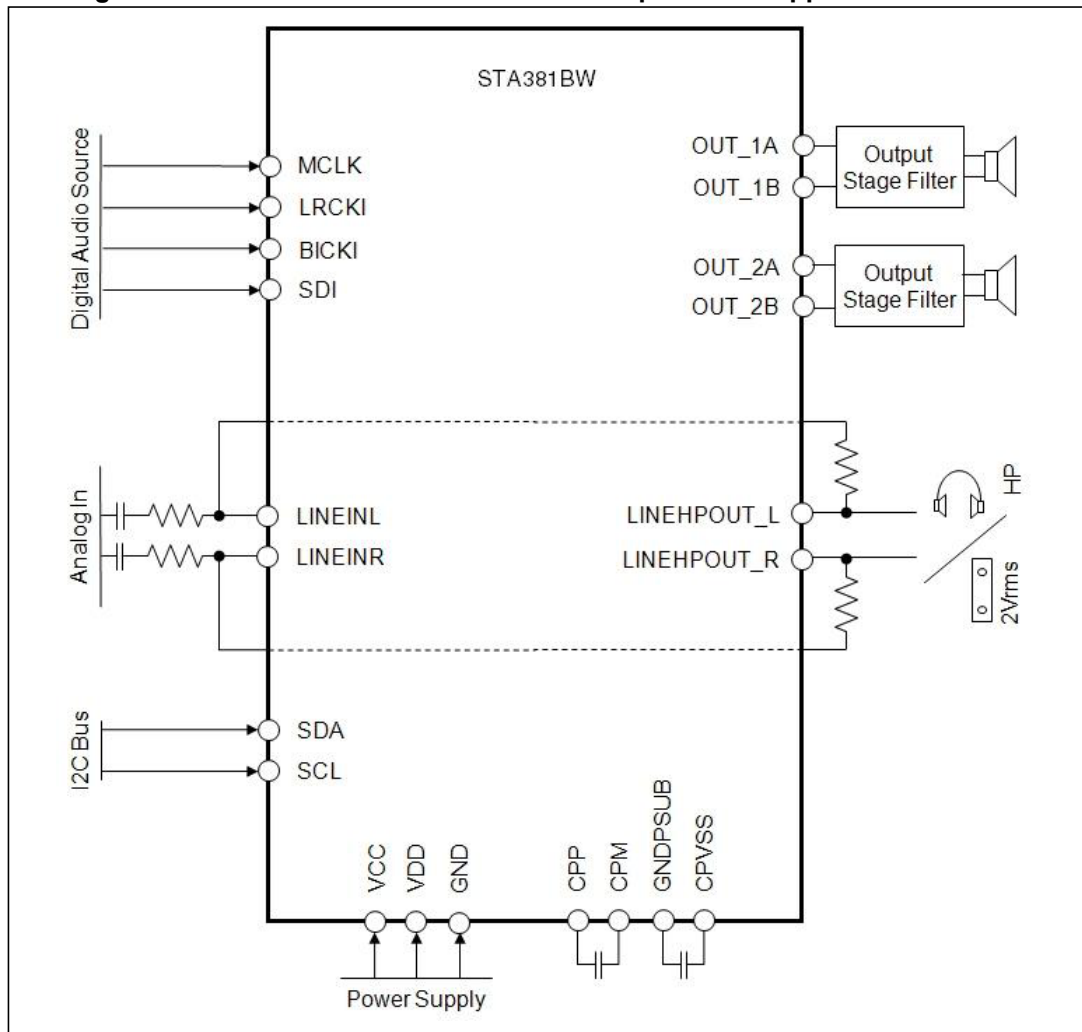 STA381BW
Digital Audio Source
MCLK
LRCKI
BICKI
SDI
OUT_1A
OUT_1B
Output
Stage Filter
OUT_2A
OUT_2B
Output
Stage Filter
Analog In
LINEINL
LINEINR
LINEHPOUT_L
LINEHPOUT_R
HP
2Vrms
I2C Bus
SDA
SCL
VCC
VDD
GND
CPP
CPM
GNDPSUB
CPVSS
Power Supply